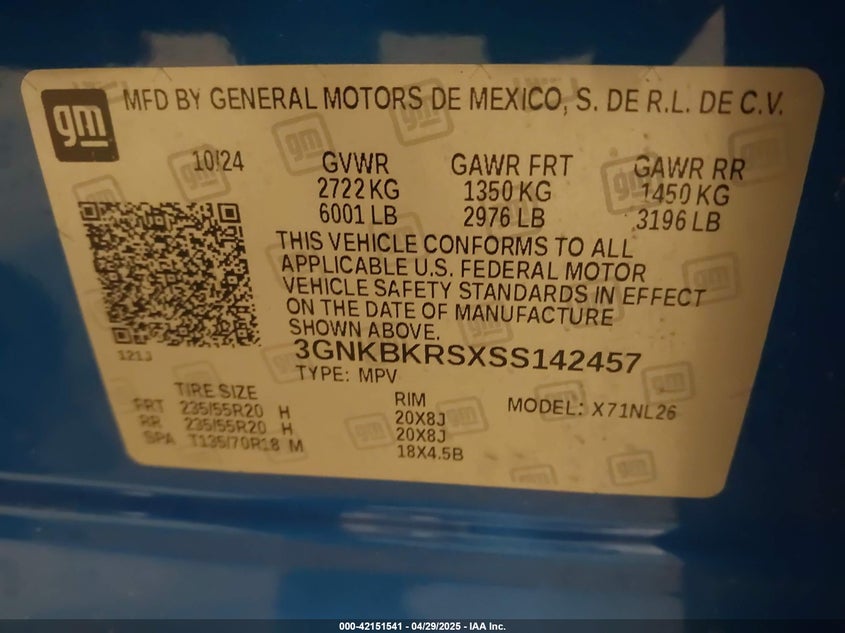 gm
MFD BY GENERAL MOTORS DE MEXICO, S. DE R.L. DE C.V.
10/24 GVWR GAWR FRT GAWR RR
2722 KG 1350 KG 1450 KG
6001 LB 2976 LB 3196 LB
THIS VEHICLE CONFORMS TO ALL
APPLICABLE U.S. FEDERAL MOTOR
VEHICLE SAFETY STANDARDS IN EFFECT
ON THE DATE OF MANUFACTURE
SHOWN ABOVE.
121J
3GNKBKRSXSS142457
TYPE: MPV
TIRE SIZE RIM MODEL: X71NL26
FRT 235/55R20 H 20X8J
RR 235/55R20 H 20X8J
SPA T135/70R18 M 18X4.5B
000-42151541 - 04/29/2025 - IAA Inc.